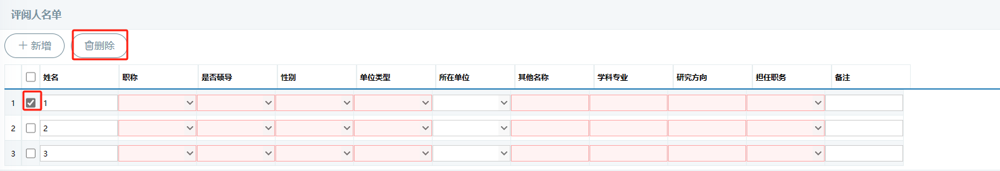 评阅人名单
新增 删除
姓名 职称 是否硕导 性别 单位类型 所在单位 其他名称 学科专业 研究方向 担任职务 备注
1 1
2 2
3 3